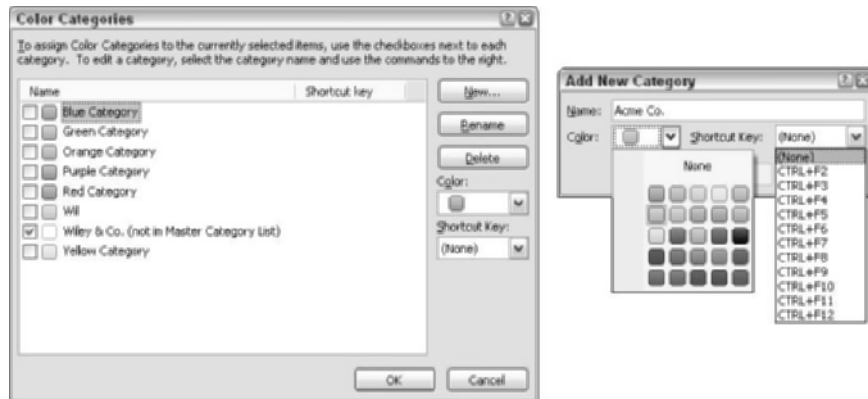 Color Categories
To assign Color Categories to the currently selected items, use the checkboxes next to each
category. To edit a category, select the category name and use the commands to the right.
Name Shortcut key
Blue Category
Green Category
Orange Category
Purple Category
Red Category
Will
Wiley & Co. (not in Master Category List)
Yellow Category
New...
Rename
Delete
Color:
Shortcut Key:
(None)
OK
Cancel
Add New Category
Name: Acme Co.
Color:
Shortcut Key: (None)
None
(None)
CTRL+F2
CTRL+F3
CTRL+F4
CTRL+F5
CTRL+F6
CTRL+F7
CTRL+F8
CTRL+F9
CTRL+F10
CTRL+F11
CTRL+F12